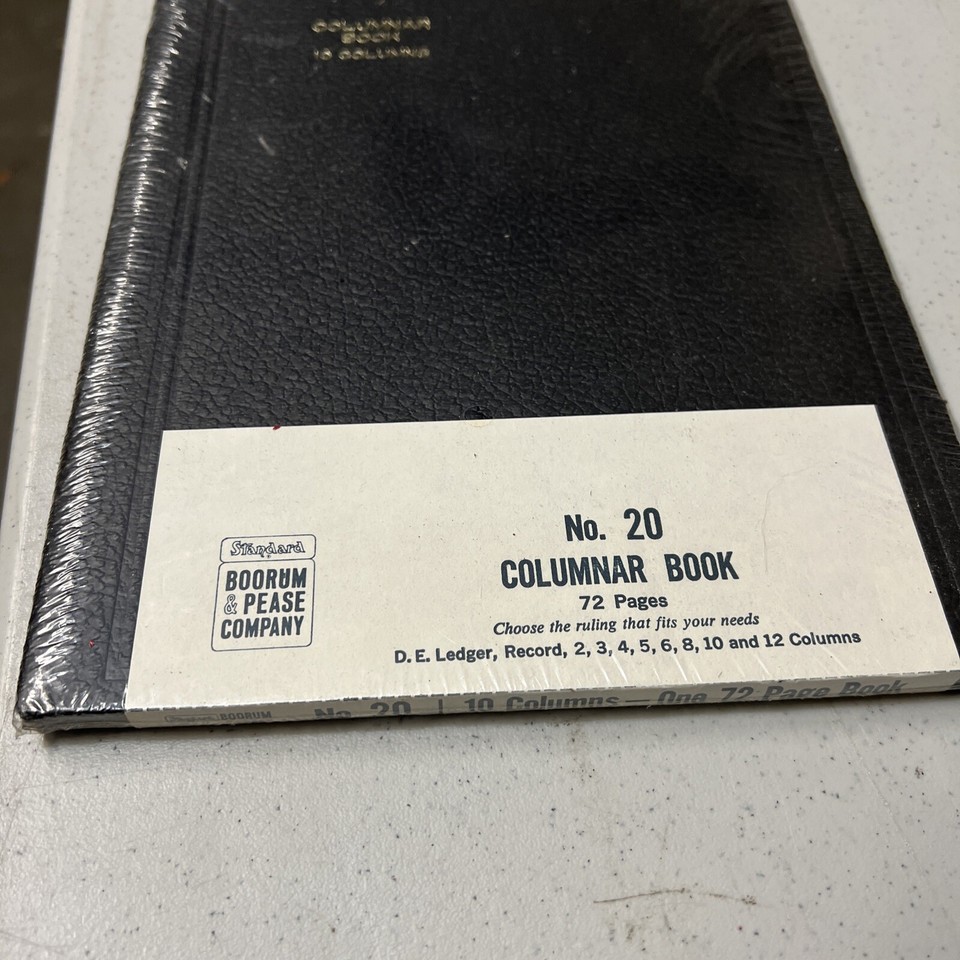 COLUMNAR
BOOK
10 COLUMNS
No. 20
COLUMNAR BOOK
72 Pages
Choose the ruling that fits your needs
D. E. Ledger, Record, 2, 3, 4, 5, 6, 8, 10 and 12 Columns
Standard
BOORUM
& PEASE
COMPANY
BOORUM No. 20 | 10 Columns—One 72 Page Book